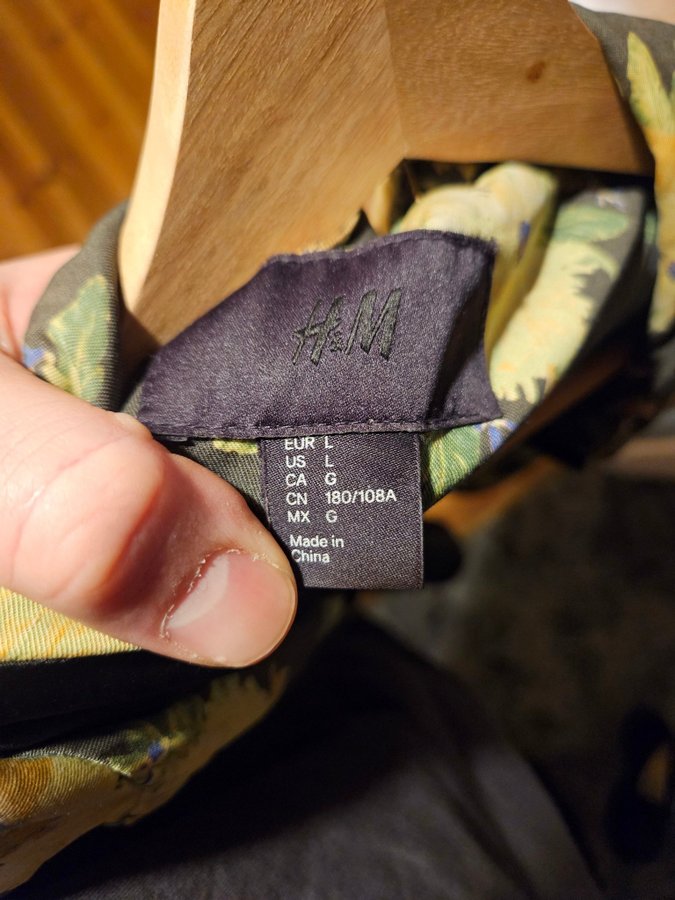 H&M
EUR L
US L
CA G
CN 180/108A
MX G
Made in
China